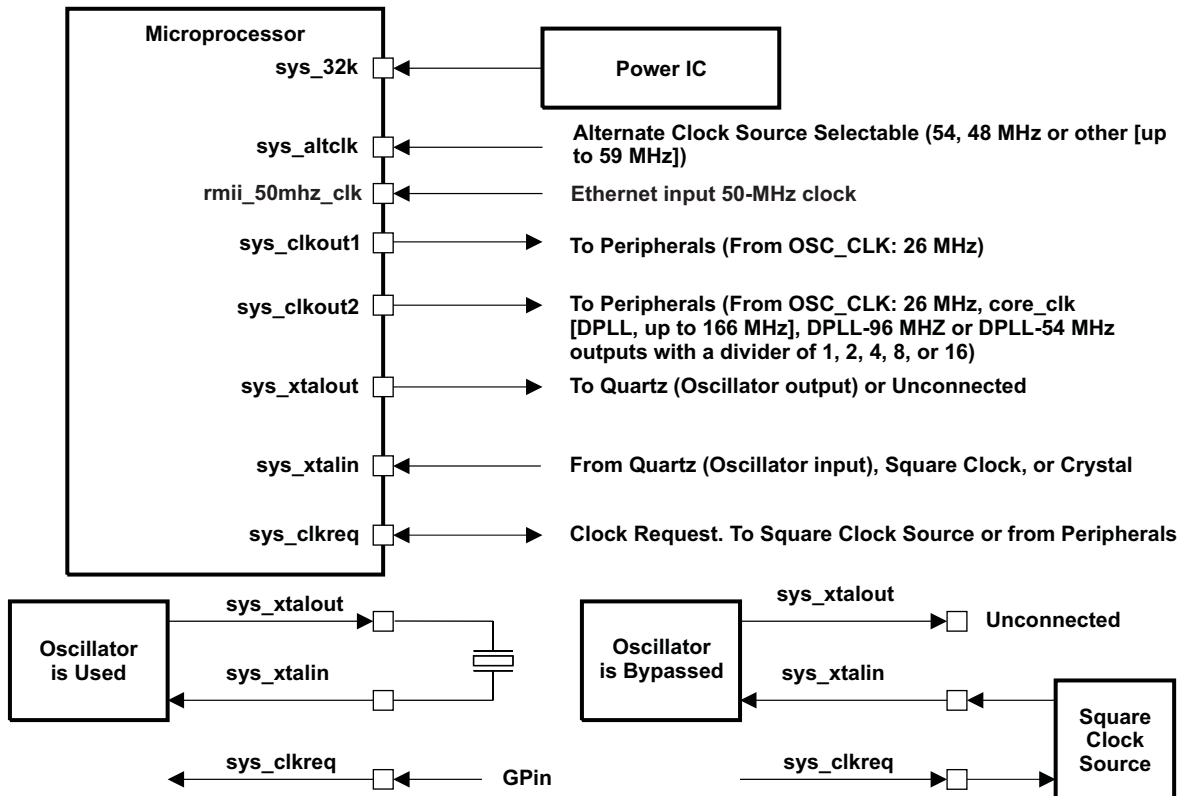 Microprocessor
sys_32k
Power IC
sys_altclk
Alternate Clock Source Selectable (54, 48 MHz or other [up
to 59 MHz])
rmii_50mhz_clk
Ethernet input 50-MHz clock
sys_clkout1
To Peripherals (From OSC_CLK: 26 MHz)
sys_clkout2
To Peripherals (From OSC_CLK: 26 MHz, core_clk
[DPLL, up to 166 MHz], DPLL-96 MHZ or DPLL-54 MHz
outputs with a divider of 1, 2, 4, 8, or 16)
sys_xtalout
To Quartz (Oscillator output) or Unconnected
sys_xtalin
From Quartz (Oscillator input), Square Clock, or Crystal
sys_clkreq
Clock Request. To Square Clock Source or from Peripherals
Oscillator
is Used
sys_xtalout
sys_xtalin
sys_clkreq
GPin
Oscillator
is Bypassed
sys_xtalout
Unconnected
sys_xtalin
sys_clkreq
Square
Clock
Source